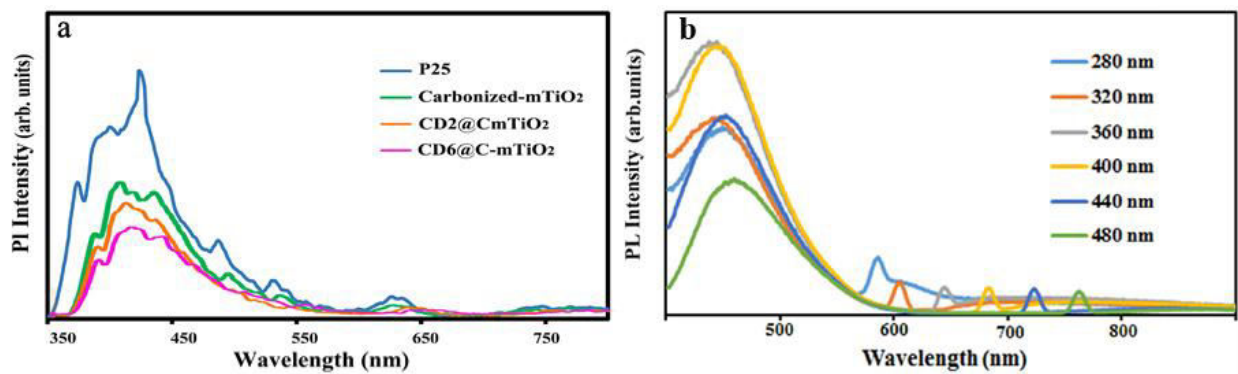 a
PI Intensity (arb. units)
P25
Carbonized-mTiO2
CD2@CmTiO2
CD6@C-mTiO2
350 450 550 650 750
Wavelength (nm)
b
PL Intensity (arb.units)
280 nm
320 nm
360 nm
400 nm
440 nm
480 nm
500 600 700 800
Wavelength (nm)